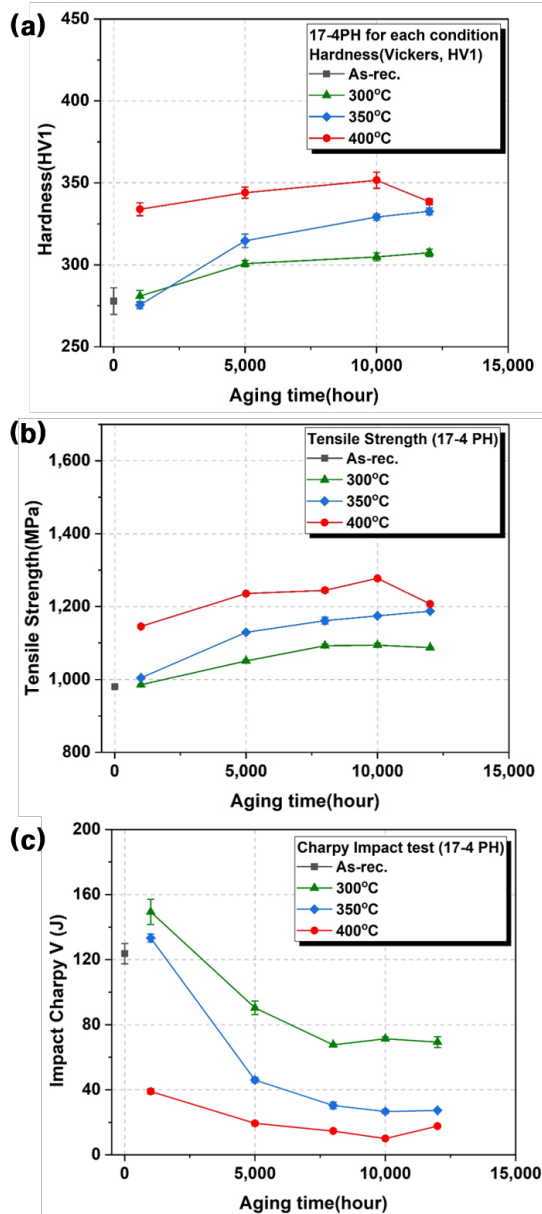 (a)
450
400
350
300
250
Hardness(HV1)
17-4PH for each condition
Hardness(Vickers, HV1)
As-rec.
300°C
350°C
400°C
0
5,000
10,000
15,000
Aging time(hour)
(b)
1,600
1,400
1,200
1,000
800
Tensile Strength(MPa)
Tensile Strength (17-4 PH)
As-rec.
300°C
350°C
400°C
0
5,000
10,000
15,000
Aging time(hour)
(c)
200
160
120
80
40
0
Impact Charpy V (J)
Charpy Impact test (17-4 PH)
As-rec.
300°C
350°C
400°C
0
5,000
10,000
15,000
Aging time(hour)